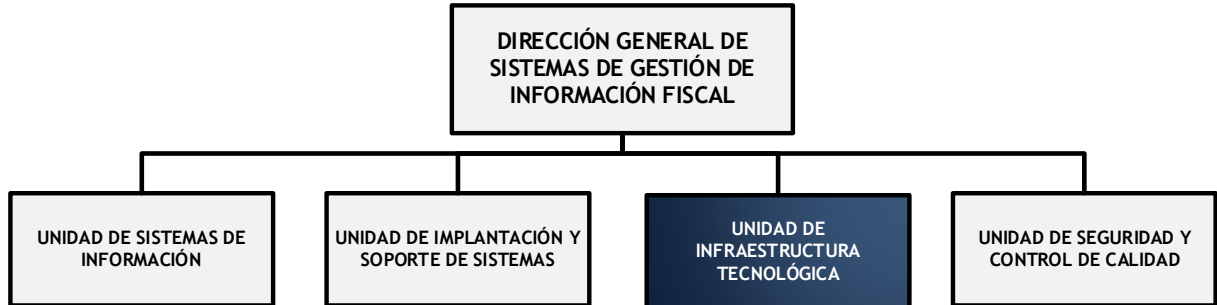 DIRECCIÓN GENERAL DE
SISTEMAS DE GESTIÓN DE
INFORMACIÓN FISCAL
UNIDAD DE SISTEMAS DE
INFORMACIÓN
UNIDAD DE IMPLANTACIÓN Y
SOPORTE DE SISTEMAS
UNIDAD DE
INFRAESTRUCTURA
TECNOLÓGICA
UNIDAD DE SEGURIDAD Y
CONTROL DE CALIDAD